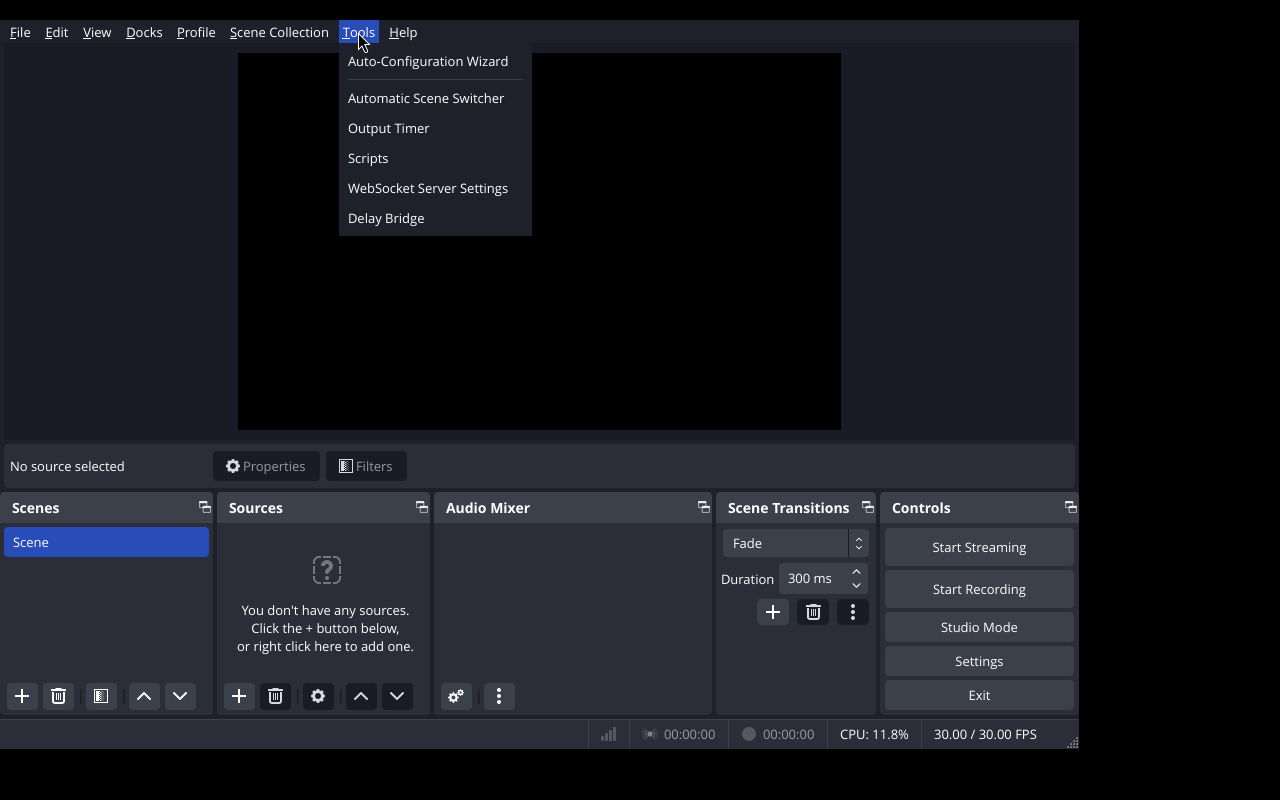 File Edit View Docks Profile Scene Collection Tools Help
Auto-Configuration Wizard
Automatic Scene Switcher
Output Timer
Scripts
WebSocket Server Settings
Delay Bridge
No source selected
Properties
Filters
Scenes
Scene
Sources
You don't have any sources.
Click the + button below,
or right click here to add one.
Audio Mixer
Scene Transitions
Fade
Duration 300 ms
Controls
Start Streaming
Start Recording
Studio Mode
Settings
Exit
00:00:00 00:00:00 CPU: 11.8% 30.00 / 30.00 FPS